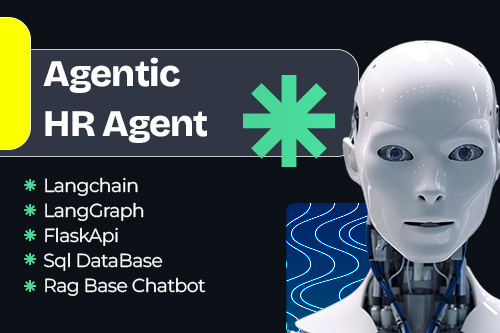 Agentic
HR Agent
Langchain
LangGraph
FlaskApi
Sql DataBase
Rag Base Chatbot